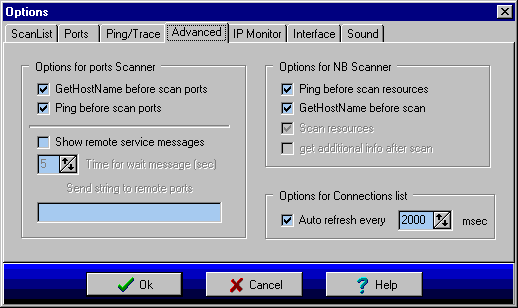 Options
ScanList Ports Ping/Trace Advanced IP Monitor Interface Sound
Options for ports Scanner
GetHostName before scan ports
Ping before scan ports
Show remote service messages
5 Time for wait message (sec)
Send string to remote ports
Options for NB Scanner
Ping before scan resources
GetHostName before scan
Scan resources
get additional info after scan
Options for Connections list
Auto refresh every 2000 msec
Ok Cancel Help